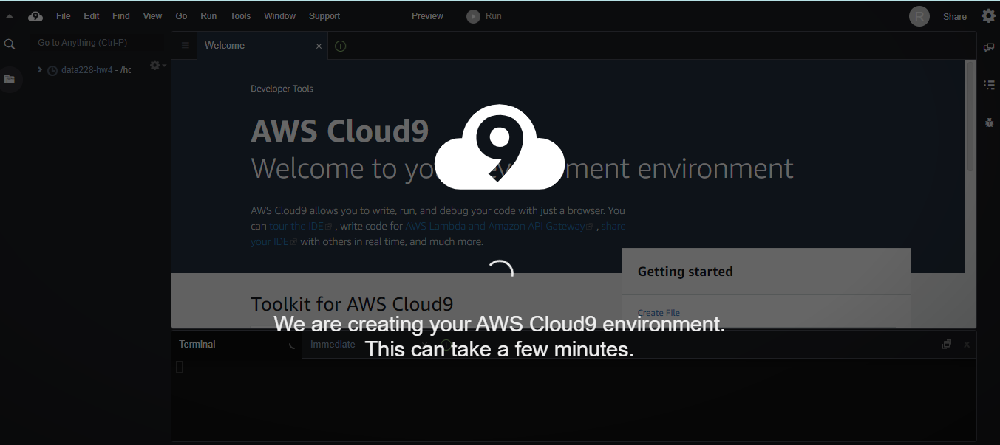 File Edit Find View Go Run Tools Window Support Preview Run R Share
Go to Anything (Ctrl-P)
Welcome
data228-hw4 - /hc
Developer Tools
AWS Cloud9
9
Welcome to your development environment
AWS Cloud9 allows you to write, run, and debug your code with just a browser. You
can tour the IDE , write code for AWS Lambda and Amazon API Gateway , share
your IDE with others in real time, and much more.
Getting started
Toolkit for AWS Cloud9
Create File
We are creating your AWS Cloud9 environment.
This can take a few minutes.
Terminal Immediate